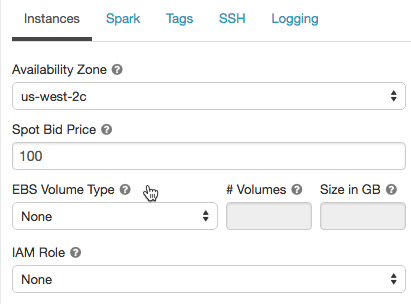 Instances Spark Tags SSH Logging
Availability Zone ?
us-west-2c
Spot Bid Price ?
100
EBS Volume Type ? # Volumes ? Size in GB ?
None
IAM Role ?
None